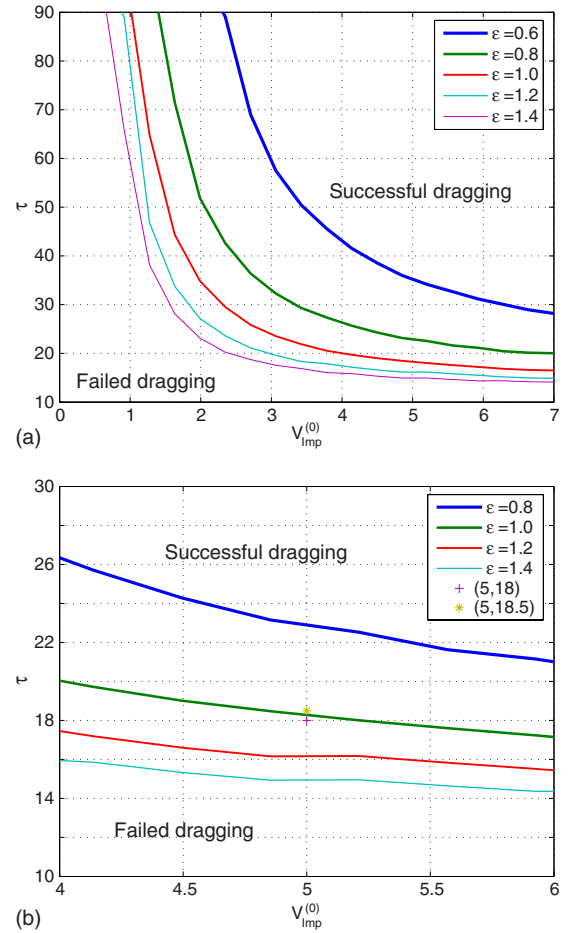 90
80
70
60
50
40
30
20
10
τ
ε=0.6
ε=0.8
ε=1.0
ε=1.2
ε=1.4
Successful dragging
Failed dragging
0 1 2 3 4 5 6 7
(a)
V_Imp^(0)
30
26
22
18
14
10
τ
ε=0.8
ε=1.0
ε=1.2
ε=1.4
(5,18)
(5,18.5)
Successful dragging
Failed dragging
4 4.5 5 5.5 6
(b)
V_Imp^(0)